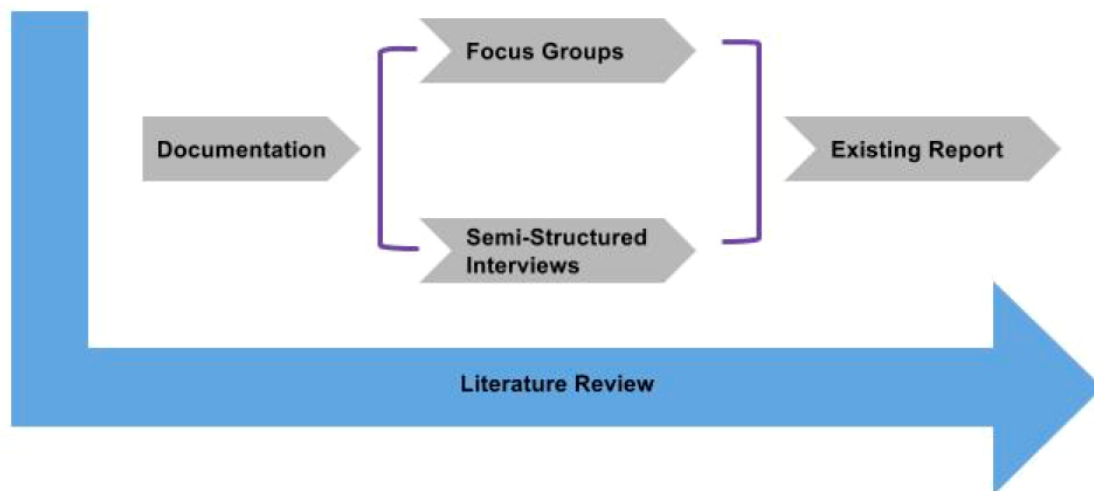 Focus Groups
Documentation
Existing Report
Semi-Structured
Interviews
Literature Review